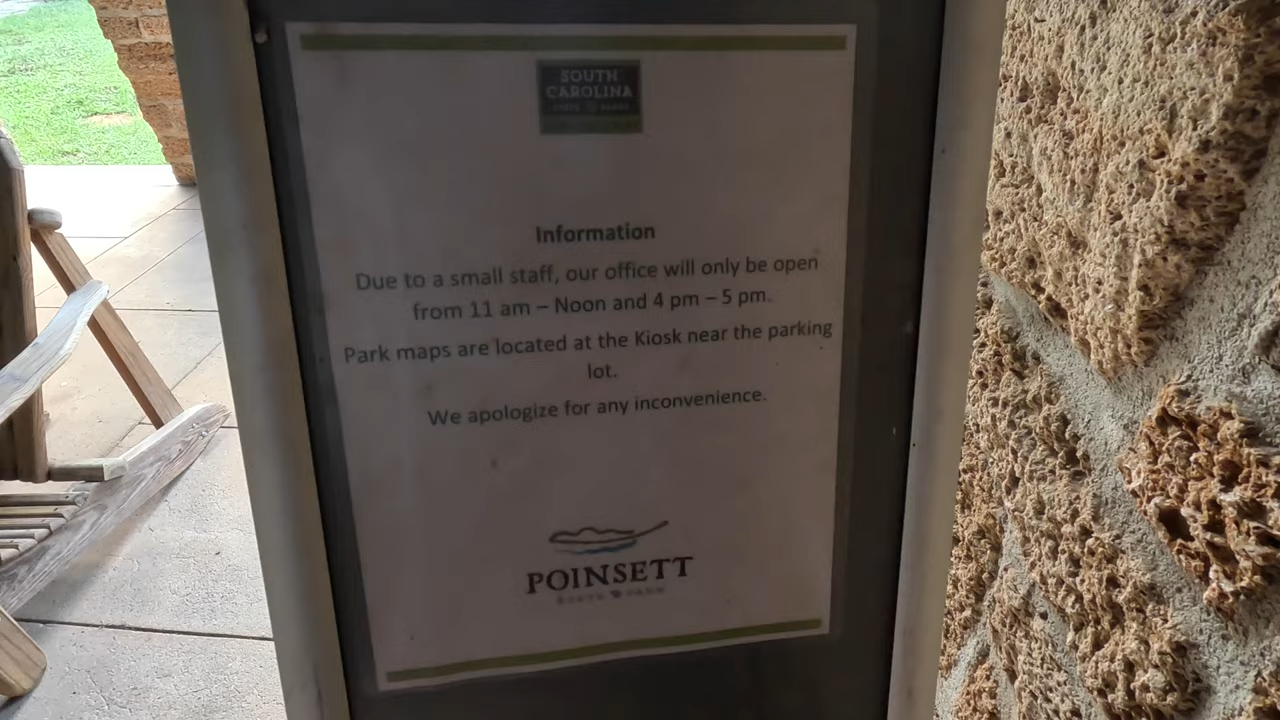 SOUTH
CAROLINA
Information
Due to a small staff, our office will only be open
from 11 am – Noon and 4 pm – 5 pm.
Park maps are located at the Kiosk near the parking
lot.
We apologize for any inconvenience.
POINSETT
STATE PARK